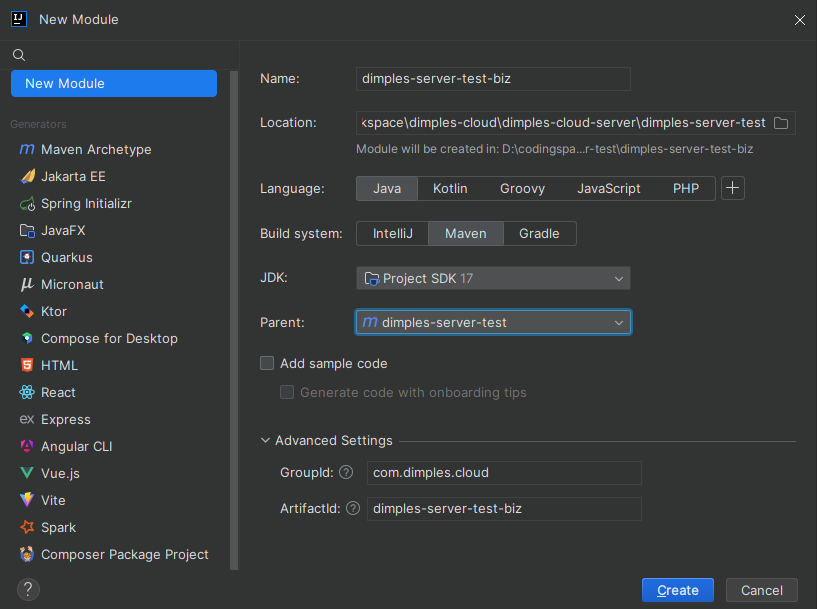 New Module
New Module
Generators
Maven Archetype
Jakarta EE
Spring Initializr
JavaFX
Quarkus
Micronaut
Ktor
Compose for Desktop
HTML
React
ex Express
Angular CLI
Vue.js
Vite
Spark
Composer Package Project
?
Name: dimples-server-test-biz
Location: kspace\dimples-cloud\dimples-cloud-server\dimples-server-test
Module will be created in: D:\codingspa...r-test\dimples-server-test-biz
Language: Java Kotlin Groovy JavaScript PHP +
Build system: IntelliJ Maven Gradle
JDK: Project SDK 17
Parent: m dimples-server-test
Add sample code
Generate code with onboarding tips
Advanced Settings
GroupId: ? com.dimples.cloud
ArtifactId: ? dimples-server-test-biz
Create Cancel